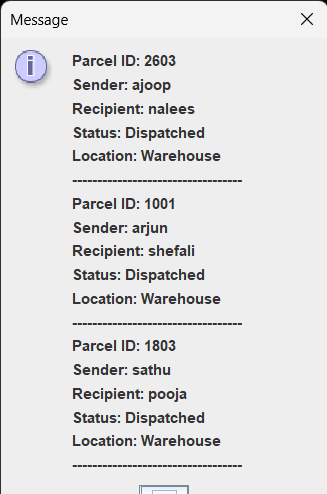 Message
Parcel ID: 2603
Sender: ajoop
Recipient: nalees
Status: Dispatched
Location: Warehouse
----------------------------------
Parcel ID: 1001
Sender: arjun
Recipient: shefali
Status: Dispatched
Location: Warehouse
----------------------------------
Parcel ID: 1803
Sender: sathu
Recipient: pooja
Status: Dispatched
Location: Warehouse
----------------------------------